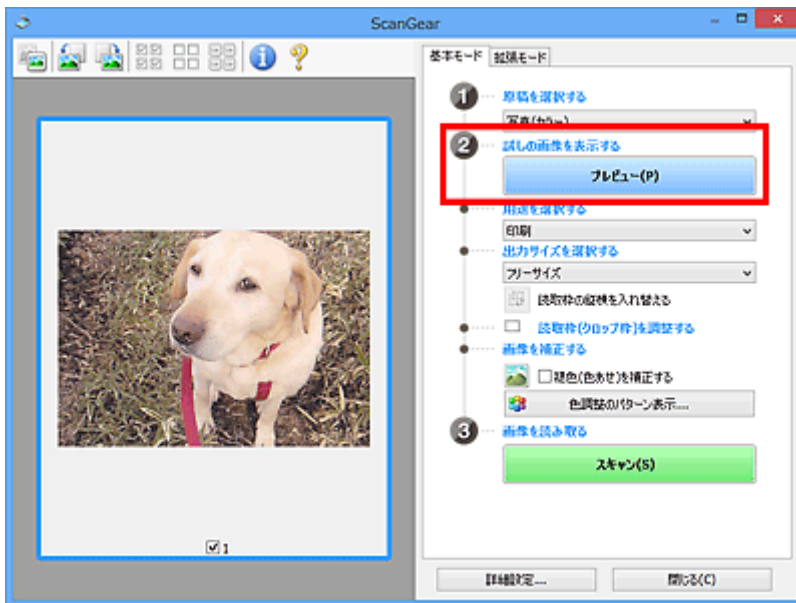 ScanGear
基本モード
拡張モード
1
原稿を選択する
写真(カラー)
2
試しの画像を表示する
プレビュー(P)
用途を選択する
印刷
出力サイズを選択する
フリーサイズ
読取枠の縦横を入れ替える
読取枠(クロップ枠)を調整する
画像を補正する
褪色(色あせ)を補正する
色調整のパターン表示...
3
画像を読み取る
スキャン(S)
1
詳細設定...
閉じる(C)